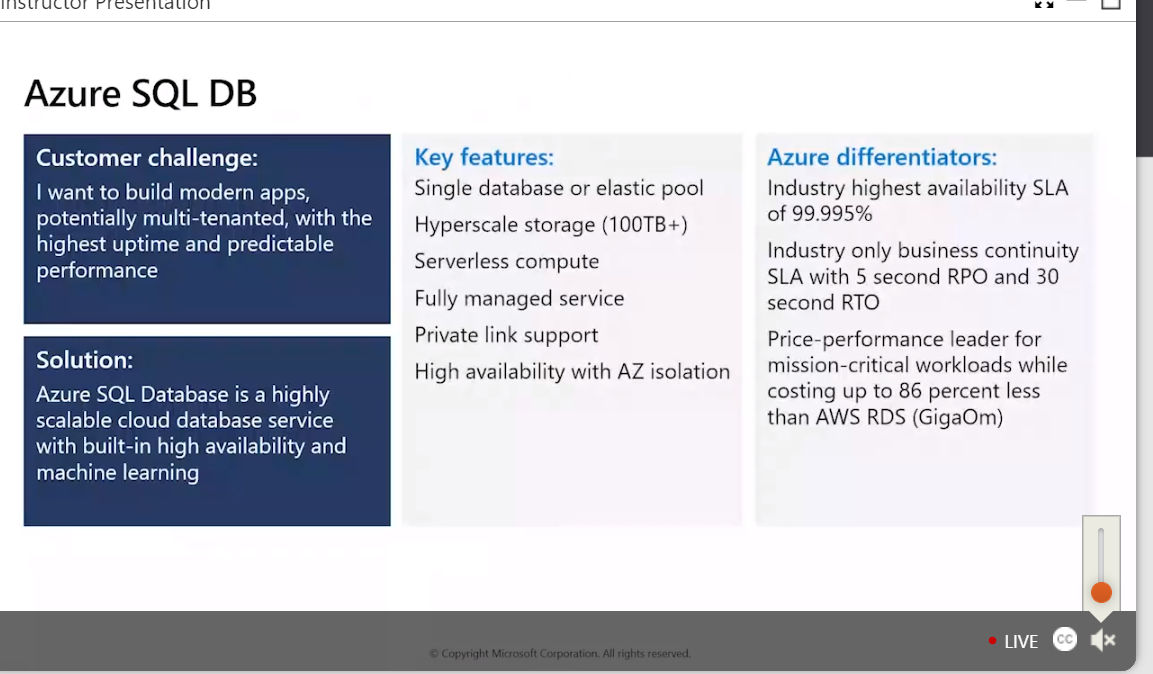 Instructor Presentation
Azure SQL DB
Customer challenge:
I want to build modern apps,
potentially multi-tenanted, with the
highest uptime and predictable
performance
Solution:
Azure SQL Database is a highly
scalable cloud database service
with built-in high availability and
machine learning
Key features:
Single database or elastic pool
Hyperscale storage (100TB+)
Serverless compute
Fully managed service
Private link support
High availability with AZ isolation
Azure differentiators:
Industry highest availability SLA
of 99.995%
Industry only business continuity
SLA with 5 second RPO and 30
second RTO
Price-performance leader for
mission-critical workloads while
costing up to 86 percent less
than AWS RDS (GigaOm)
LIVE
CC
© Copyright Microsoft Corporation. All rights reserved.